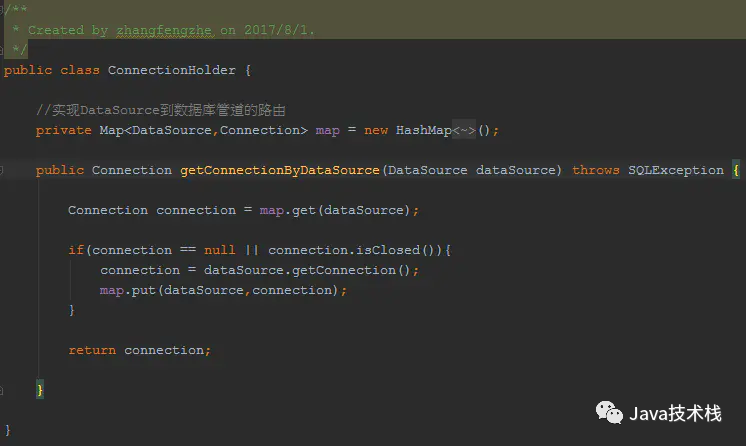 /**
 * Created by zhangfengzhe on 2017/8/1.
 */
public class ConnectionHolder {
//实现DataSource到数据库管道的路由
private Map<DataSource,Connection> map = new HashMap<~>();
public Connection getConnectionByDataSource(DataSource dataSource) throws SQLException {
Connection connection = map.get(dataSource);
if(connection == null || connection.isClosed()){
connection = dataSource.getConnection();
map.put(dataSource,connection);
}
return connection;
}
}
Java技术栈